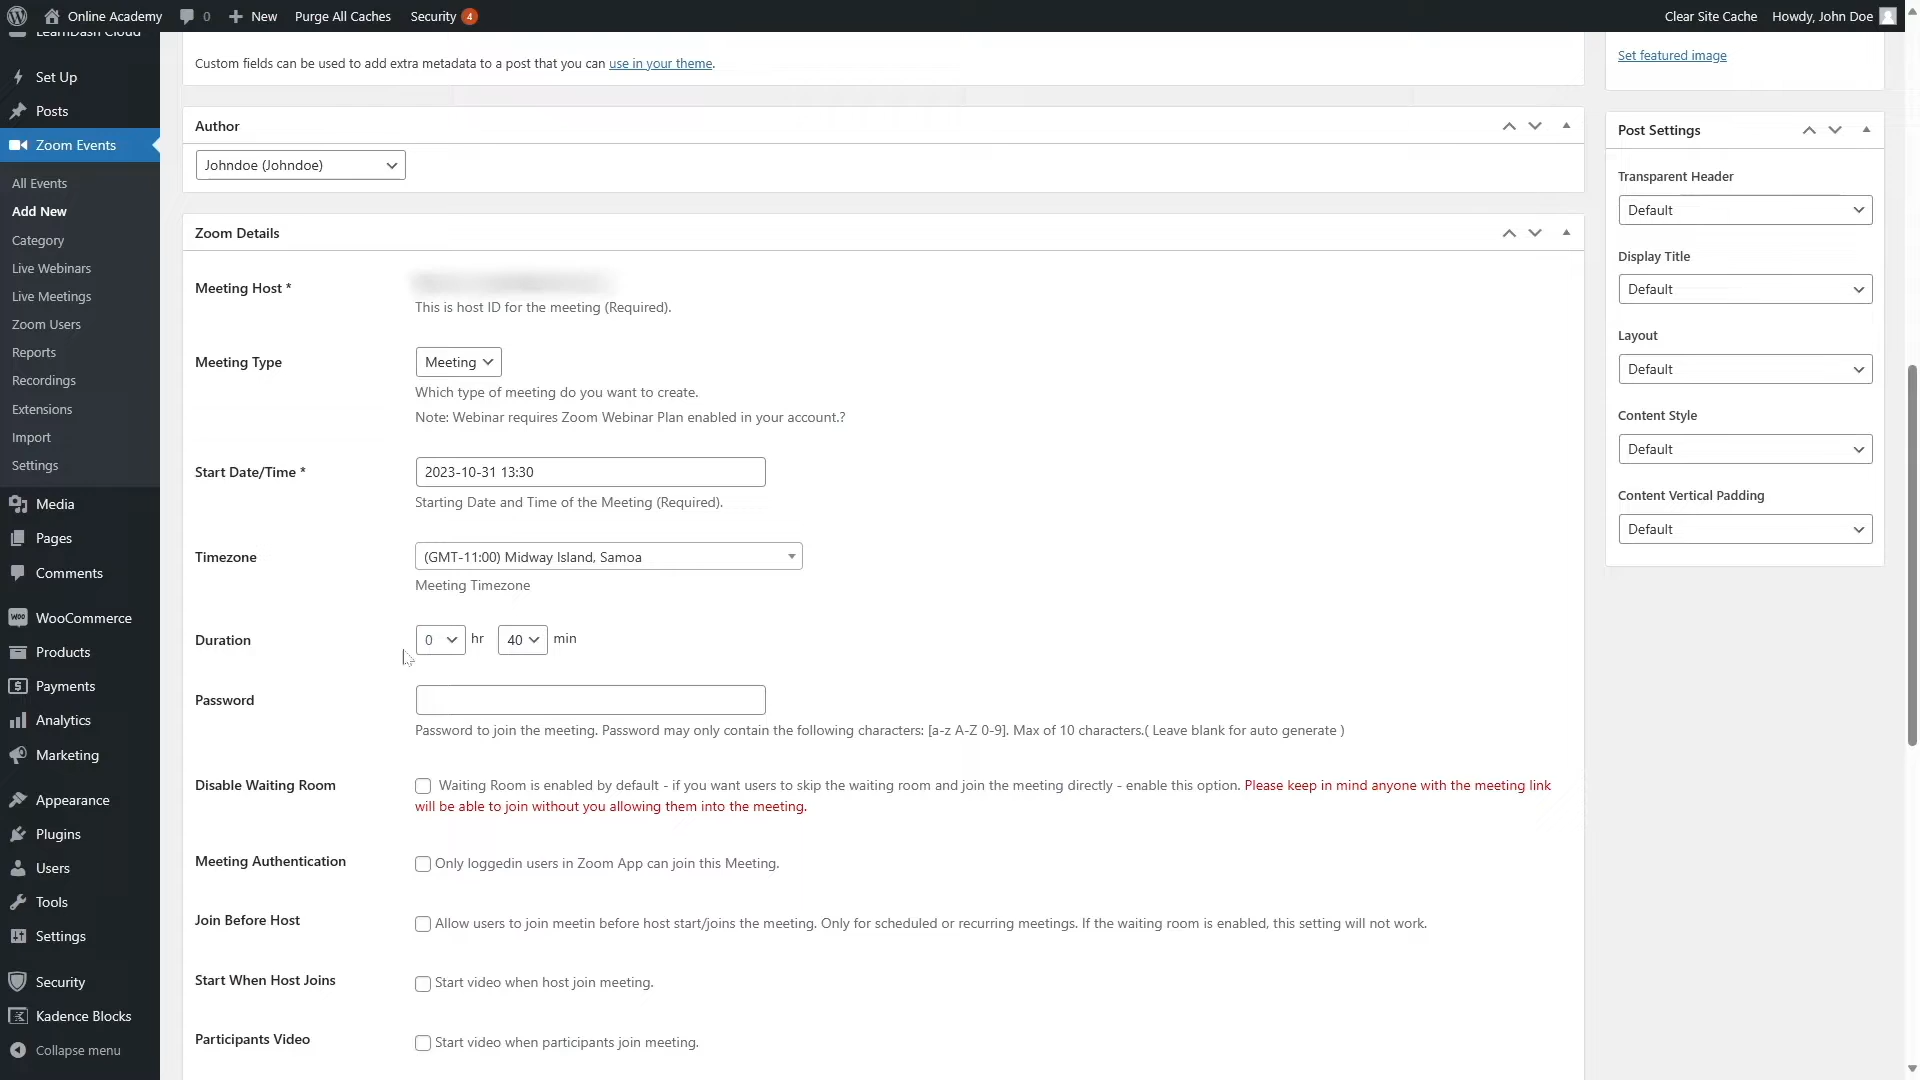 Online Academy 0 New Purge All Caches Security 4 Clear Site Cache Howdy, John Doe
LearnDash Cloud
Set Up
Posts
Zoom Events
All Events
Add New
Category
Live Webinars
Live Meetings
Zoom Users
Reports
Recordings
Extensions
Import
Settings
Media
Pages
Comments
WooCommerce
Products
Payments
Analytics
Marketing
Appearance
Plugins
Users
Tools
Settings
Security
Kadence Blocks
Collapse menu
Custom fields can be used to add extra metadata to a post that you can use in your theme.
Author
Johndoe (Johndoe)
Zoom Details
Meeting Host *
This is host ID for the meeting (Required).
Meeting Type
Meeting
Which type of meeting do you want to create.
Note: Webinar requires Zoom Webinar Plan enabled in your account.?
Start Date/Time *
2023-10-31 13:30
Starting Date and Time of the Meeting (Required).
Timezone
(GMT-11:00) Midway Island, Samoa
Meeting Timezone
Duration
0 hr 40 min
Password
Password to join the meeting. Password may only contain the following characters: [a-z A-Z 0-9]. Max of 10 characters.( Leave blank for auto generate )
Disable Waiting Room
Waiting Room is enabled by default - if you want users to skip the waiting room and join the meeting directly - enable this option. Please keep in mind anyone with the meeting link
will be able to join without you allowing them into the meeting.
Meeting Authentication
Only loggedin users in Zoom App can join this Meeting.
Join Before Host
Allow users to join meetin before host start/joins the meeting. Only for scheduled or recurring meetings. If the waiting room is enabled, this setting will not work.
Start When Host Joins
Start video when host join meeting.
Participants Video
Start video when participants join meeting.
Set featured image
Post Settings
Transparent Header
Default
Display Title
Default
Layout
Default
Content Style
Default
Content Vertical Padding
Default